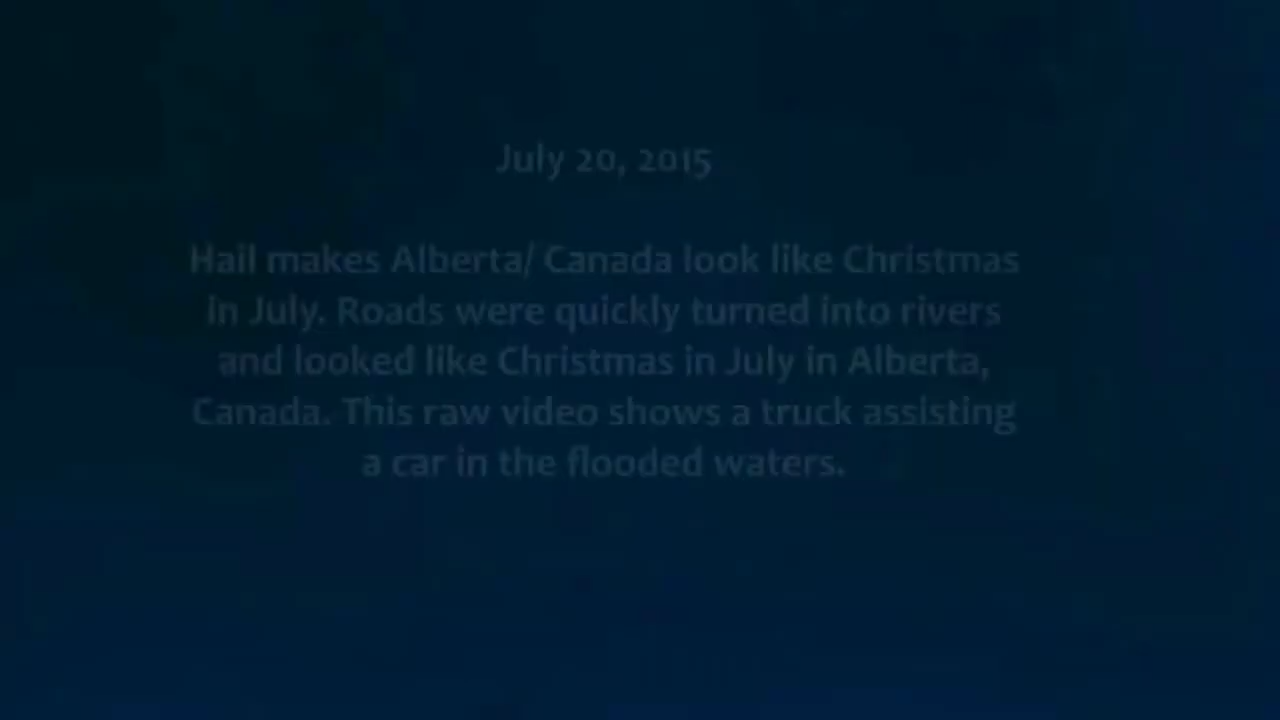 July 20, 2015
Hail makes Alberta/ Canada look like Christmas
in July. Roads were quickly turned into rivers
and looked like Christmas in July in Alberta,
Canada. This raw video shows a truck assisting
a car in the flooded waters.